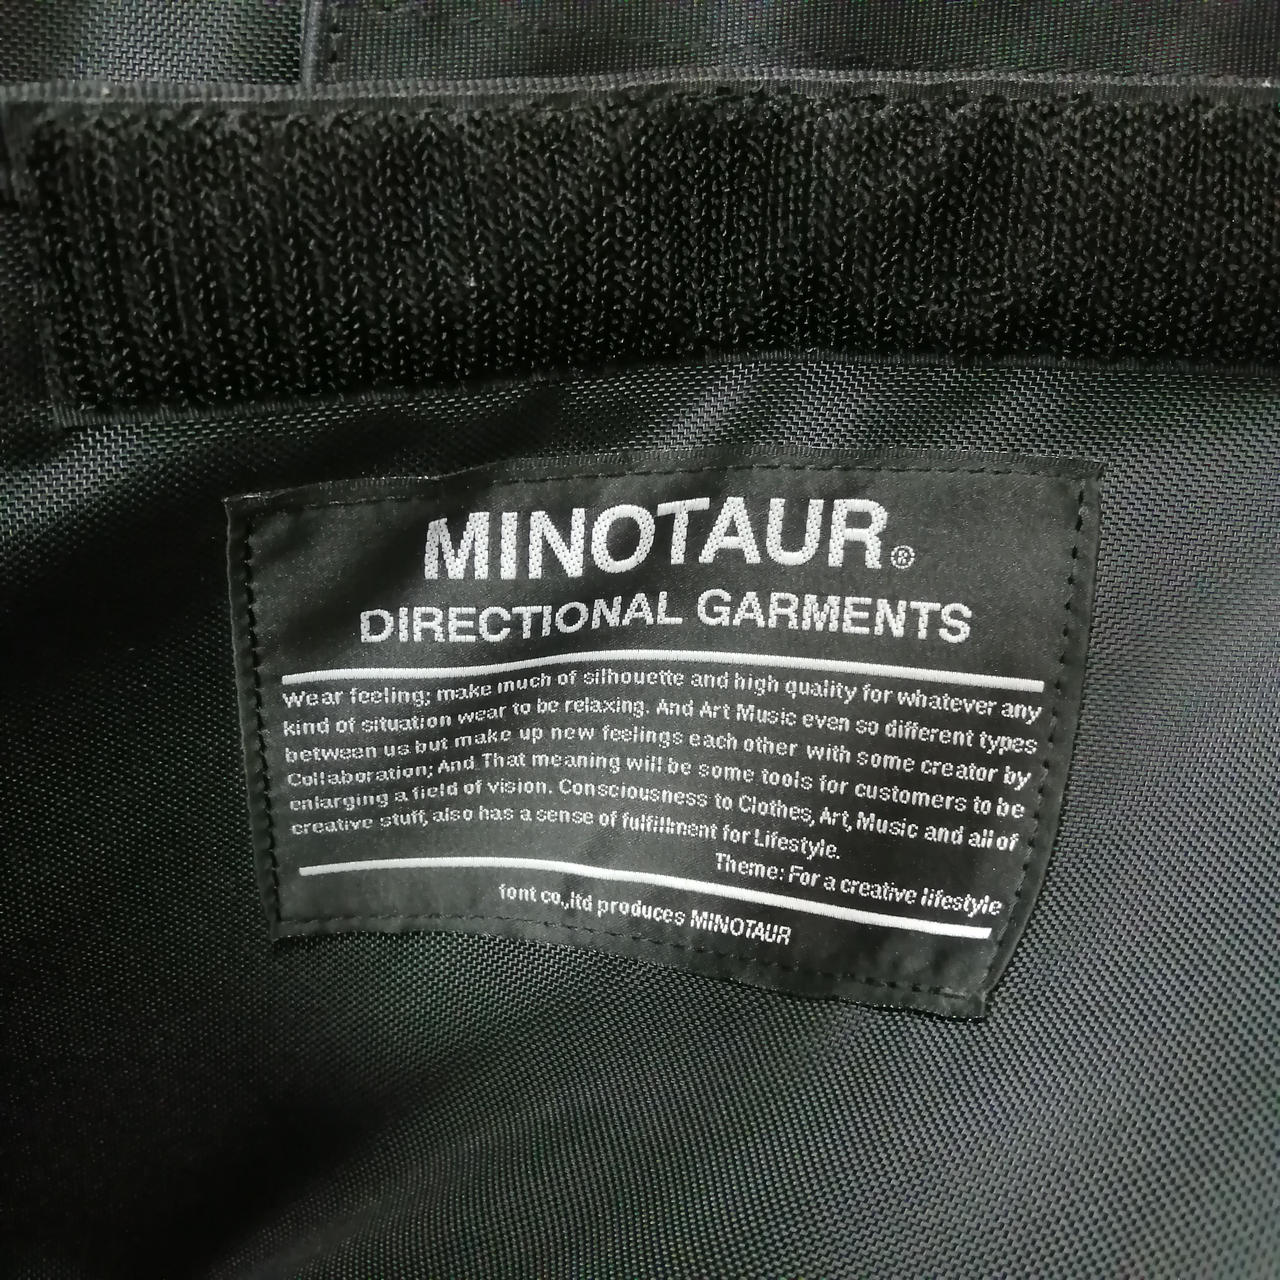 MINOTAUR®
DIRECTIONAL GARMENTS
Wear feeling; make much of silhouette and high quality for whatever any
kind of situation wear to be relaxing. And Art Music even so different types
between us but make up new feelings each other with some creator by
Collaboration; And That meaning will be some tools for customers to be
enlarging a field of vision. Consciousness to Clothes, Art, Music and all of
creative stuff, also has a sense of fulfillment for Lifestyle.
Theme: For a creative lifestyle
font co.,ltd produces MINOTAUR